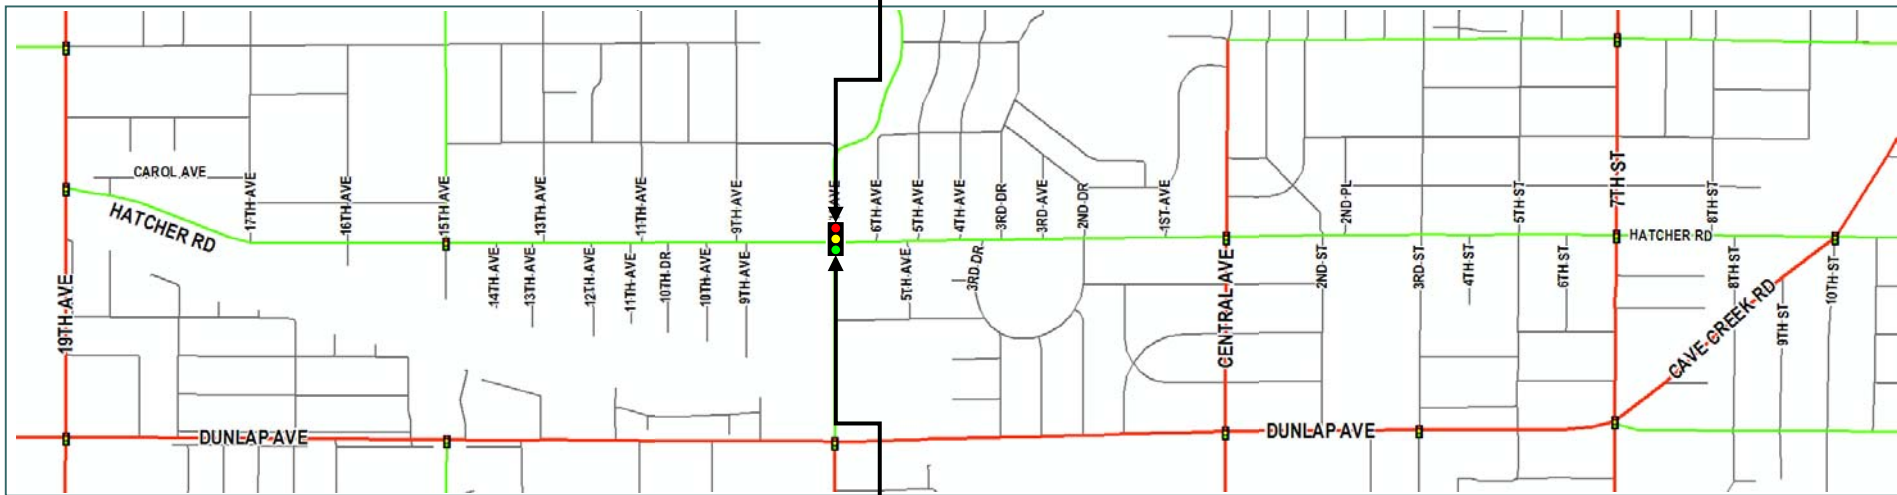 CAROL AVE
HATCHER RD
17TH AVE
16TH AVE
15TH AVE
13TH AVE
11TH AVE
9TH AVE
AVE
6TH AVE
5TH AVE
4TH AVE
3RD DR
3RD AVE
2ND DR
1ST AVE
2ND PL
5TH ST
7TH ST
8TH ST
HATCHER RD
19TH AVE
14TH AVE
13TH AVE
12TH AVE
11TH AVE
10TH DR
10TH AVE
9TH AVE
5TH AVE
3RD DR
CENTRAL AVE
2ND ST
3RD ST
4TH ST
6TH ST
8TH ST
9TH ST
10TH ST
CAVE CREEK RD
DUNLAP AVE
DUNLAP AVE